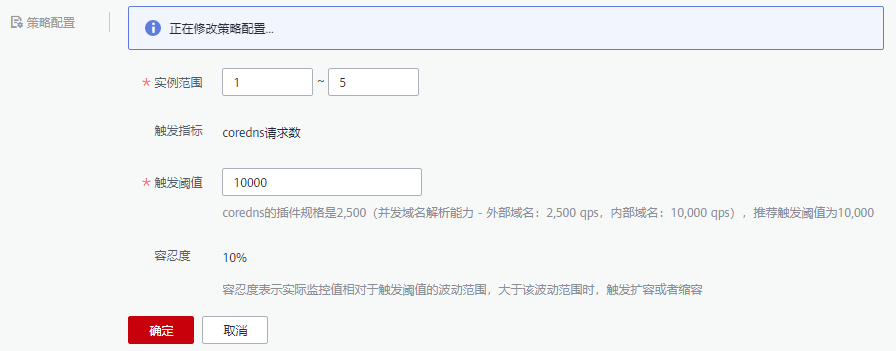 策略配置
正在修改策略配置...
* 实例范围 1 ~ 5
触发指标 coredns请求数
* 触发阈值 10000
coredns的插件规格是2,500（并发域名解析能力 - 外部域名：2,500 qps，内部域名：10,000 qps），推荐触发阈值为10,000
容忍度 10%
容忍度表示实际监控值相对于触发阈值的波动范围，大于该波动范围时，触发扩容或者缩容
确定 取消